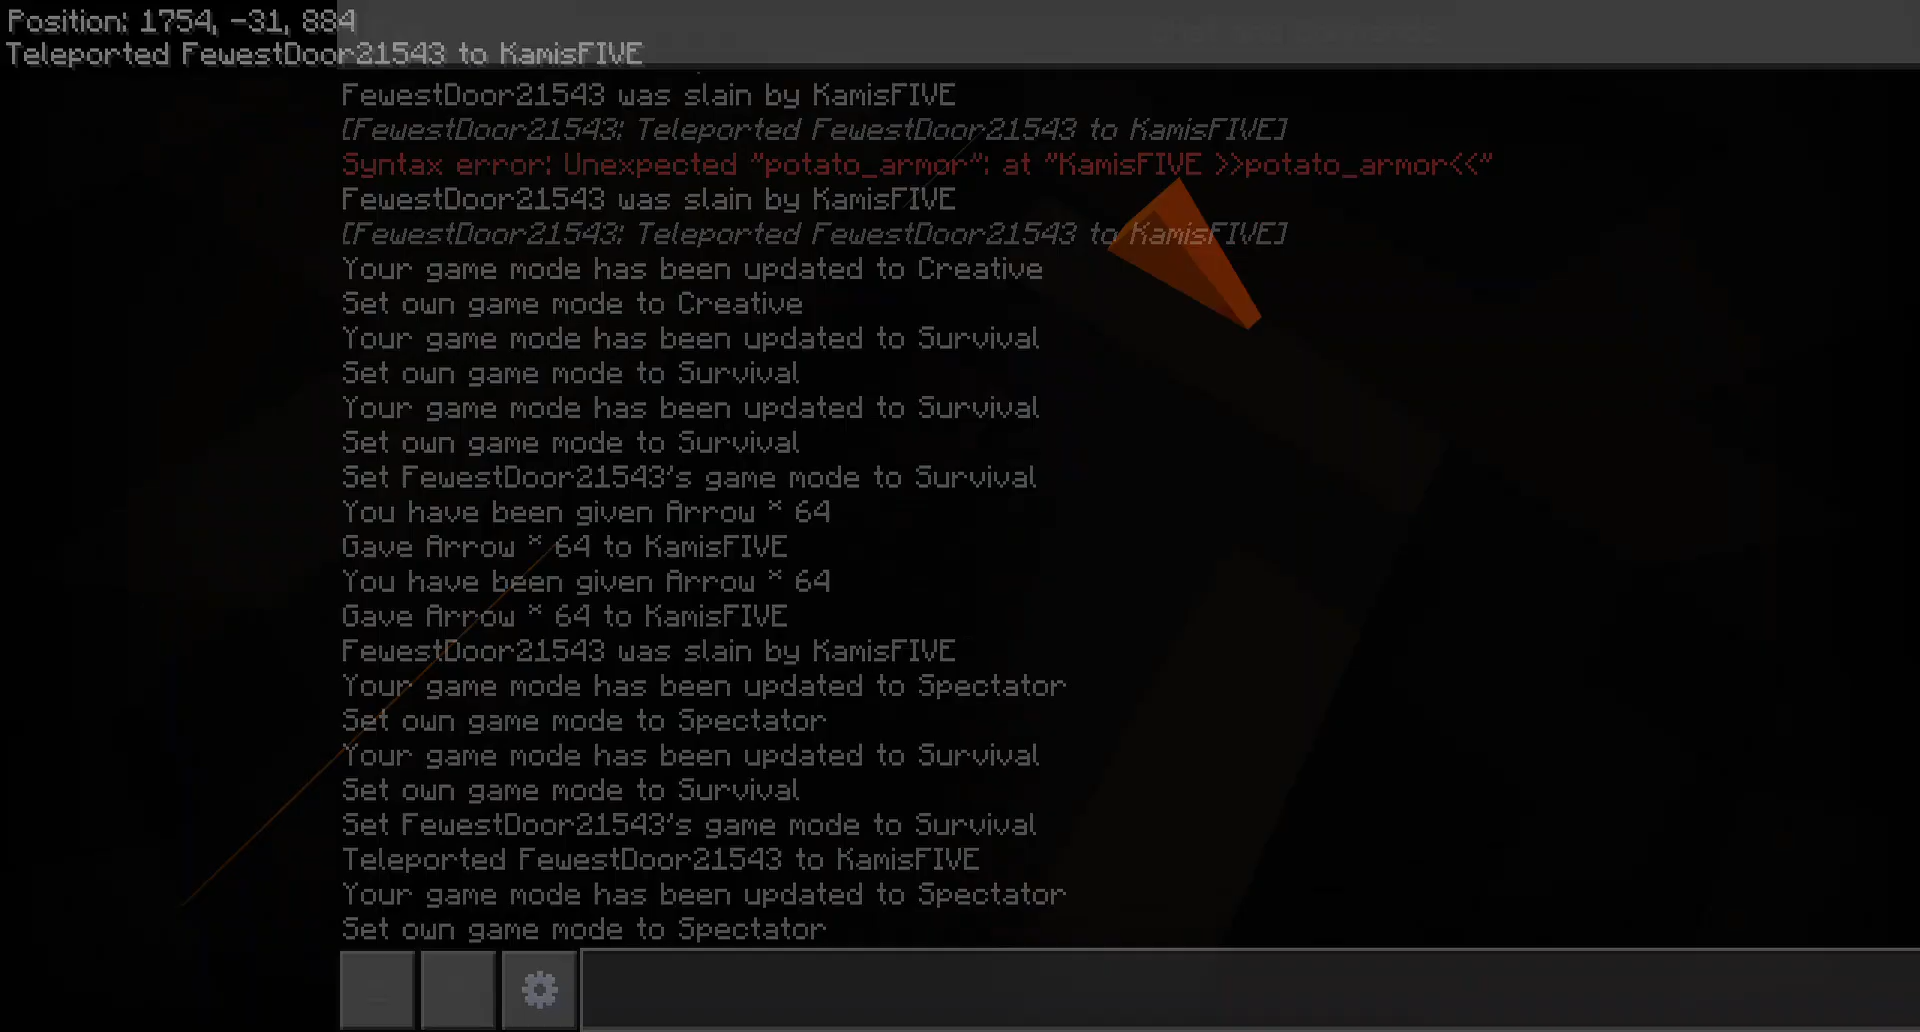 Position: 1754, -31, 884
Teleported FewestDoor21543 to KamisFIVE
FewestDoor21543 was slain by KamisFIVE
[FewestDoor21543: Teleported FewestDoor21543 to KamisFIVE]
Syntax error: Unexpected "potato_armor": at "KamisFIVE >>potato_armor<<"
FewestDoor21543 was slain by KamisFIVE
[FewestDoor21543: Teleported FewestDoor21543 to KamisFIVE]
Your game mode has been updated to Creative
Set own game mode to Creative
Your game mode has been updated to Survival
Set own game mode to Survival
Your game mode has been updated to Survival
Set own game mode to Survival
Set FewestDoor21543's game mode to Survival
You have been given Arrow * 64
Gave Arrow * 64 to KamisFIVE
You have been given Arrow * 64
Gave Arrow * 64 to KamisFIVE
FewestDoor21543 was slain by KamisFIVE
Your game mode has been updated to Spectator
Set own game mode to Spectator
Your game mode has been updated to Survival
Set own game mode to Survival
Set FewestDoor21543's game mode to Survival
Teleported FewestDoor21543 to KamisFIVE
Your game mode has been updated to Spectator
Set own game mode to Spectator